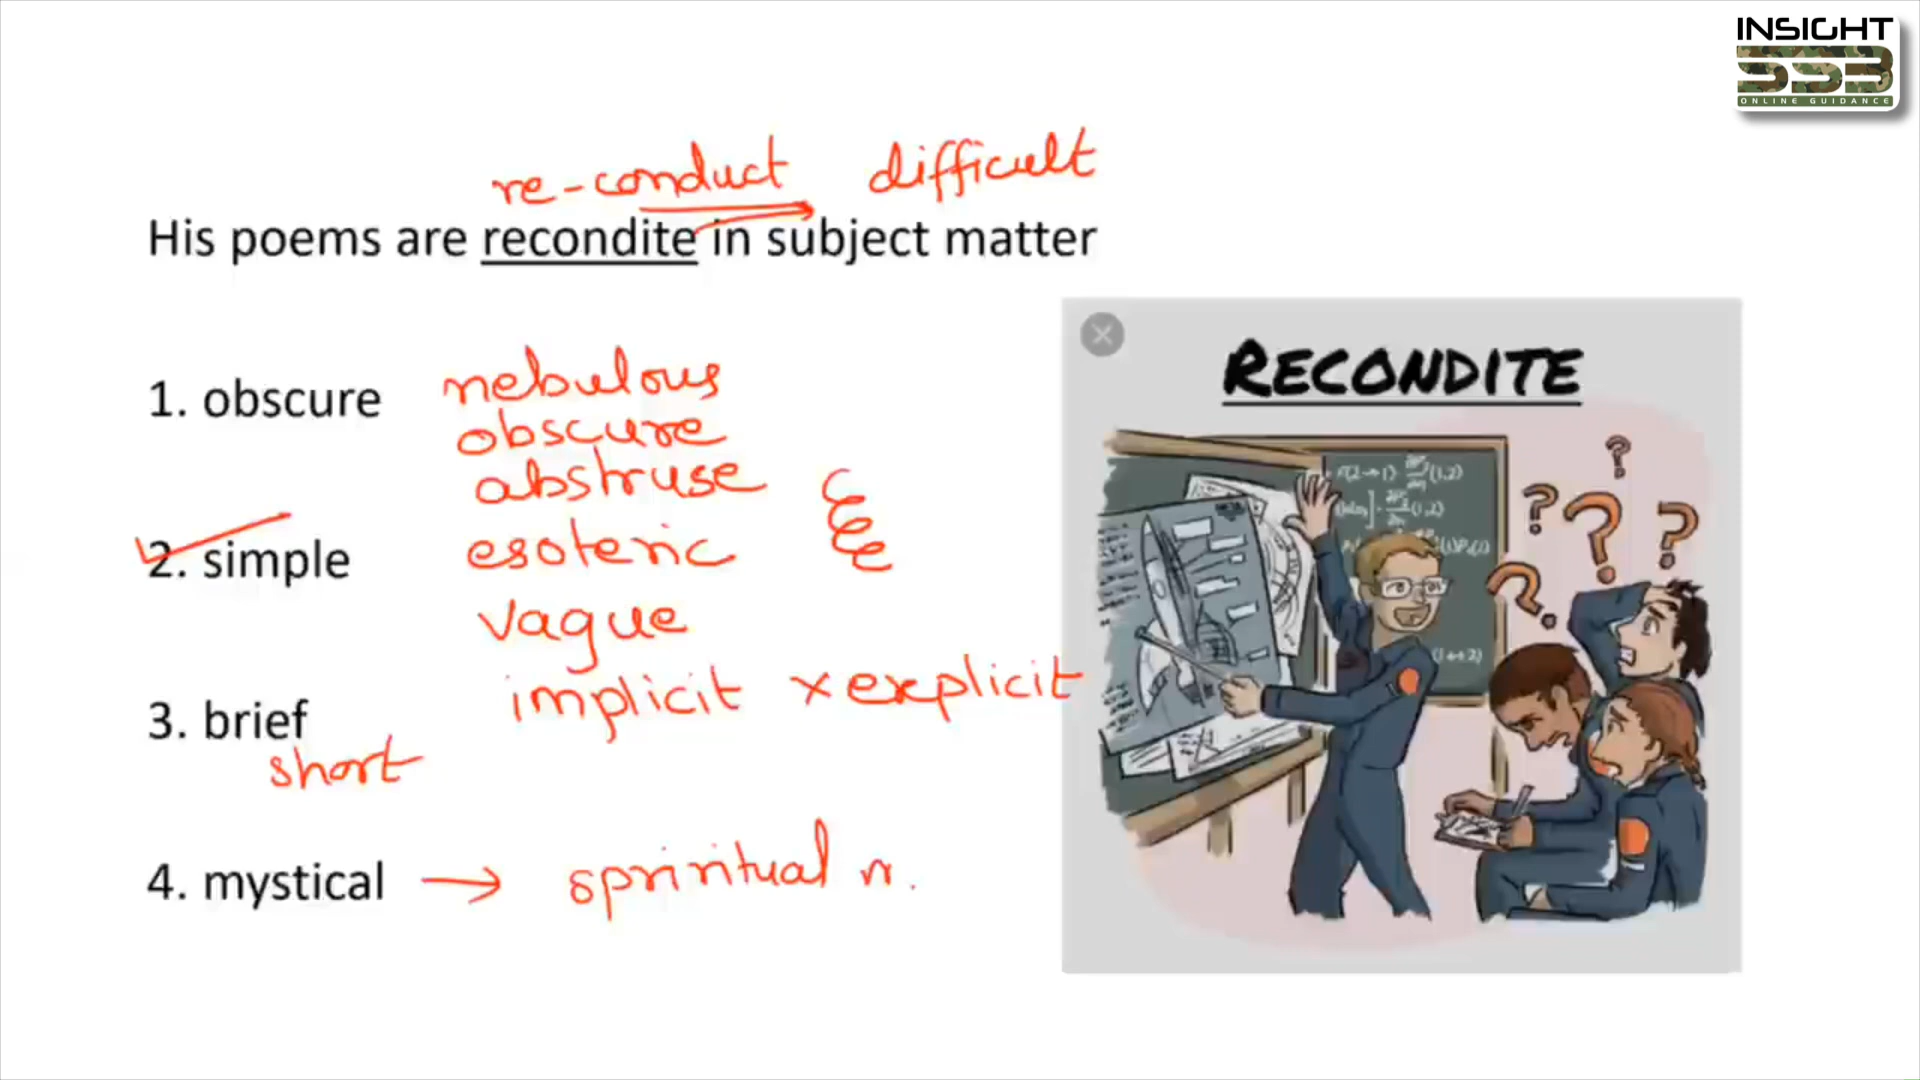 INSIGHT
SSB
ONLINE GUIDANCE
re-conduct difficult
His poems are recondite in subject matter
1. obscure
nebulous
obscure
abstruse
2. simple
esoteric
vague
implicit x explicit
3. brief
short
4. mystical → spriritual n.
RECONDITE
? ? ? ? ?